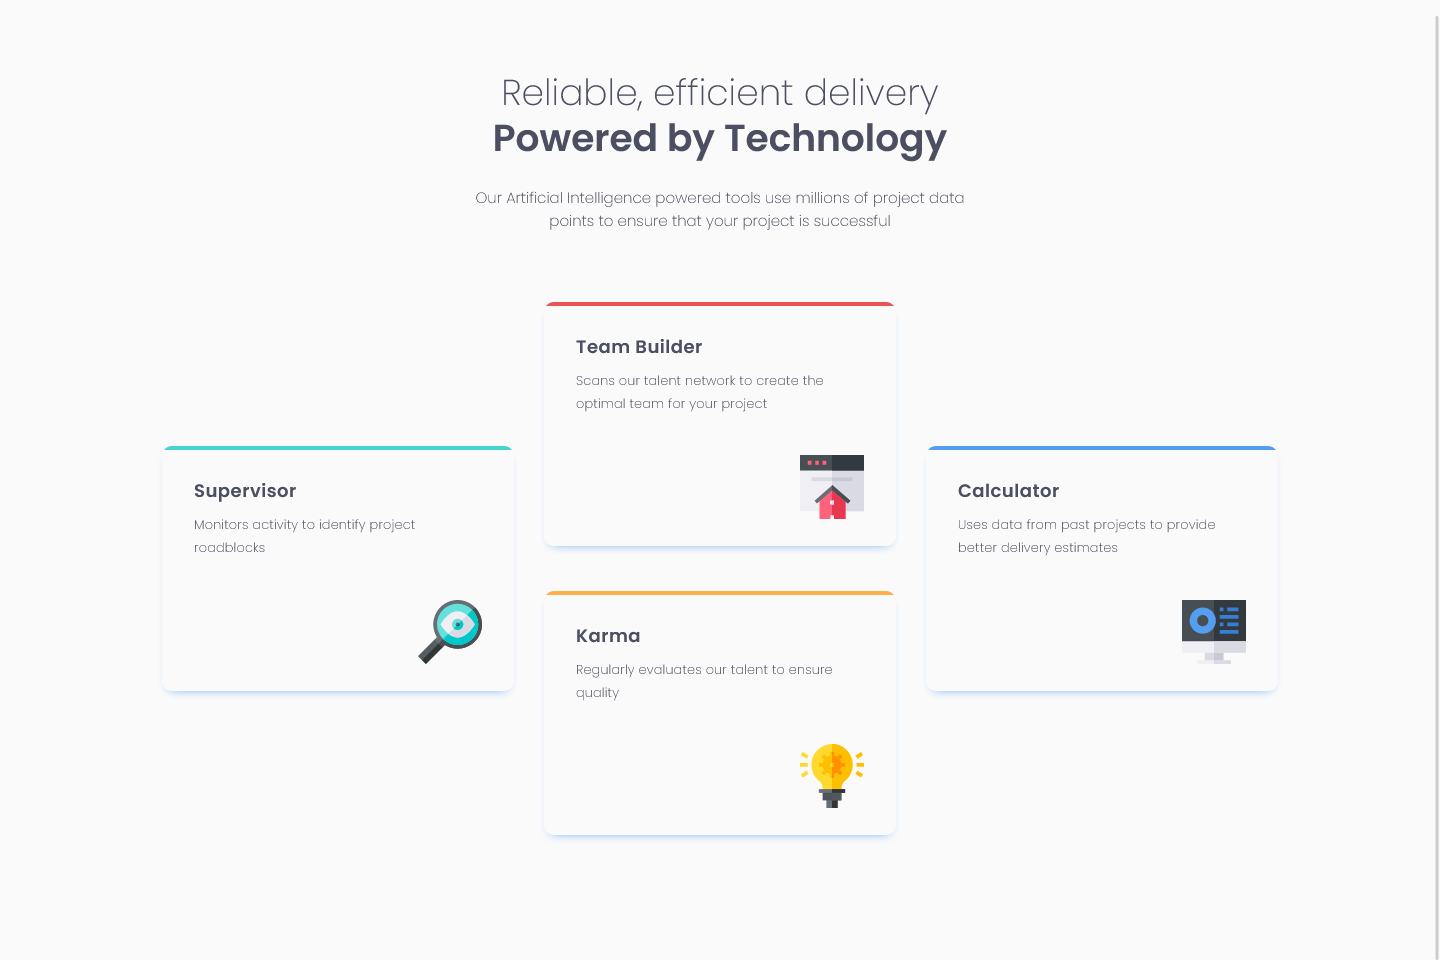 Reliable, efficient delivery
Powered by Technology
Our Artificial Intelligence powered tools use millions of project data
points to ensure that your project is successful
Team Builder
Scans our talent network to create the
optimal team for your project
Supervisor
Monitors activity to identify project
roadblocks
Calculator
Uses data from past projects to provide
better delivery estimates
Karma
Regularly evaluates our talent to ensure
quality